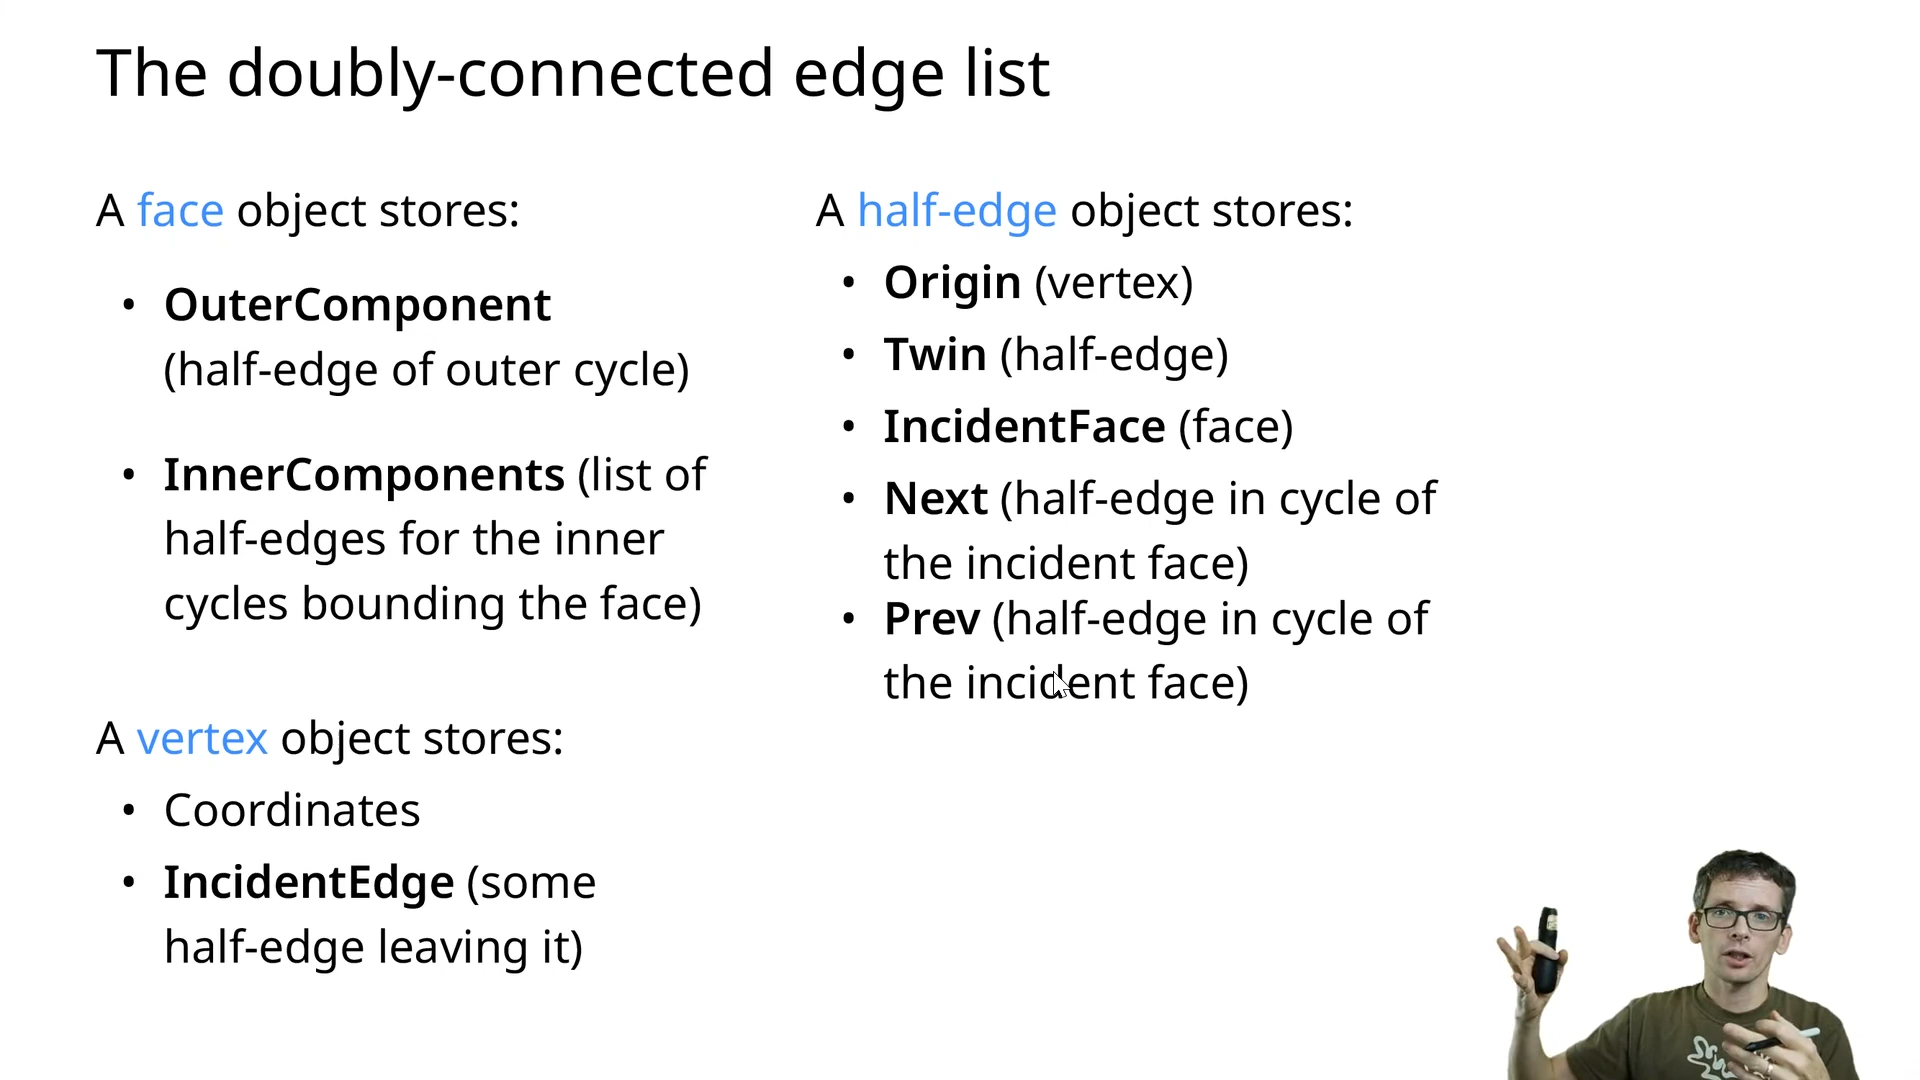 The doubly-connected edge list
A face object stores:
• OuterComponent
(half-edge of outer cycle)
• InnerComponents (list of
half-edges for the inner
cycles bounding the face)
A vertex object stores:
• Coordinates
• IncidentEdge (some
half-edge leaving it)
A half-edge object stores:
• Origin (vertex)
• Twin (half-edge)
• IncidentFace (face)
• Next (half-edge in cycle of
the incident face)
• Prev (half-edge in cycle of
the incident face)